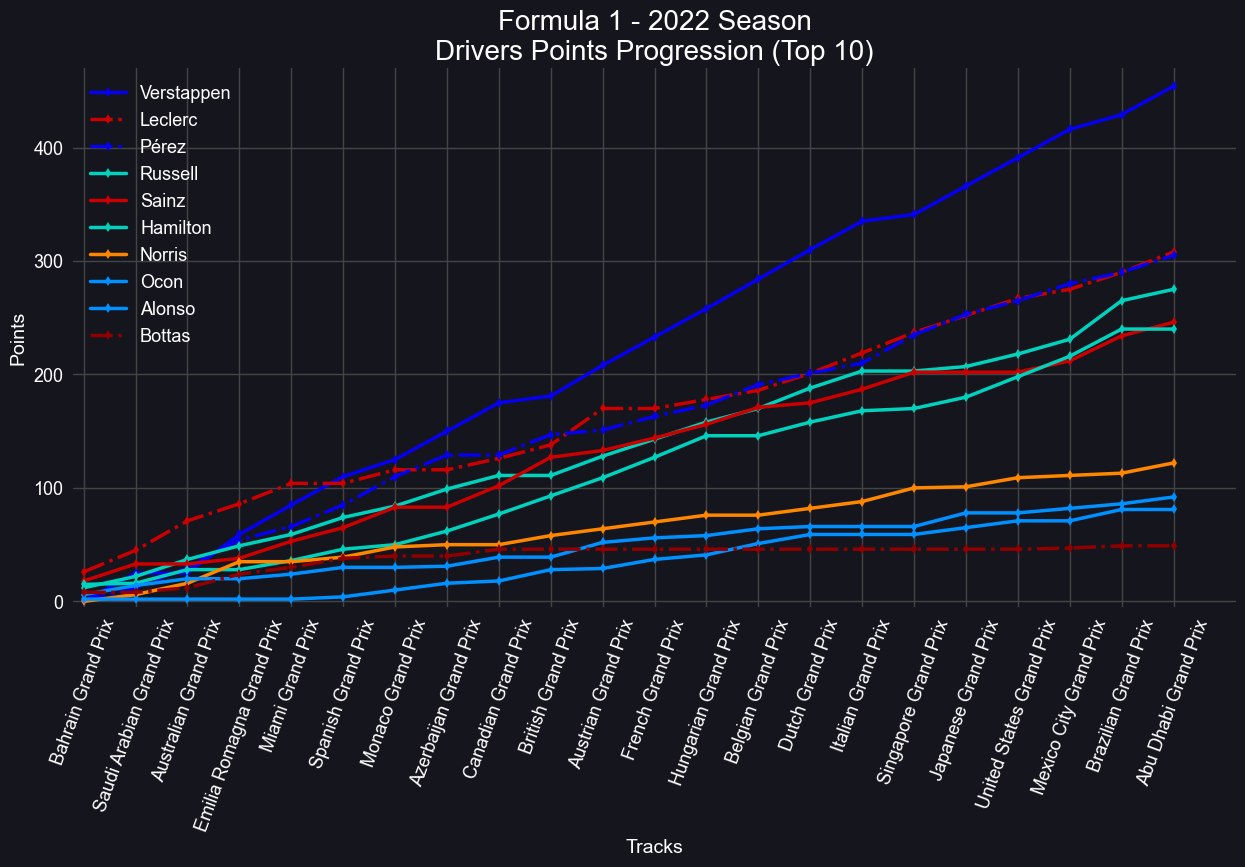 Formula 1 - 2022 Season
Drivers Points Progression (Top 10)
Verstappen
Leclerc
Pérez
Russell
Sainz
Hamilton
Norris
Ocon
Alonso
Bottas
Points
400
300
200
100
0
Bahrain Grand Prix
Saudi Arabian Grand Prix
Australian Grand Prix
Emilia Romagna Grand Prix
Miami Grand Prix
Spanish Grand Prix
Monaco Grand Prix
Azerbaijan Grand Prix
Canadian Grand Prix
British Grand Prix
Austrian Grand Prix
French Grand Prix
Hunganian Grand Prix
Belgian Grand Prix
Dutch Grand Prix
Italian Grand Prix
Singapore Grand Prix
Japanese Grand Prix
United States Grand Prix
Mexico City Grand Prix
Brazilian Grand Prix
Abu Dhabi Grand Prix
Tracks